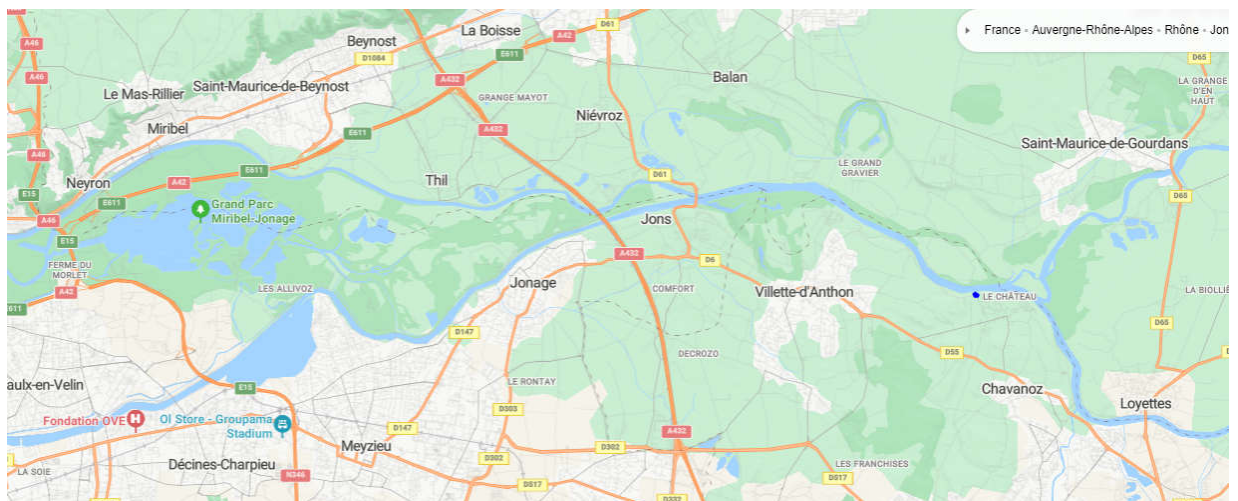 France - Auvergne-Rhône-Alpes - Rhône - Jon
A46
A46
A46
A46
E15
A46
E15
E611
Beynost
D1084
La Boisse
D61
A42
E611
A432
GRANGE MAYOT
Le Mas-Rillier
Saint-Maurice-de-Beynost
Miribel
E611
A432
Niévroz
Balan
D65
LA GRANGE
D'EN
HAUT
Saint-Maurice-de-Gourdans
LE GRAND
GRAVIER
Neyron
E611
A42
E611
Thil
D61
D65
Grand Parc
Miribel-Jonage
Jons
FERME DU
MORLET
A42
LES ALLIVOZ
A432
D6
Jonage
COMFORT
Villette-d'Anthon
LE CHÂTEAU
LA BIOLLIÈ
D65
D147
DECROZO
D55
aulx-en-Velin
E15
LE RONTAY
Chavanoz
Loyettes
Fondation OVE
Ol Store - Groupama
Stadium
D303
D147
A432
Meyzieu
D302
D302
LA SOIE
Décines-Charpieu
N346
D517
LES FRANCHISES
D517